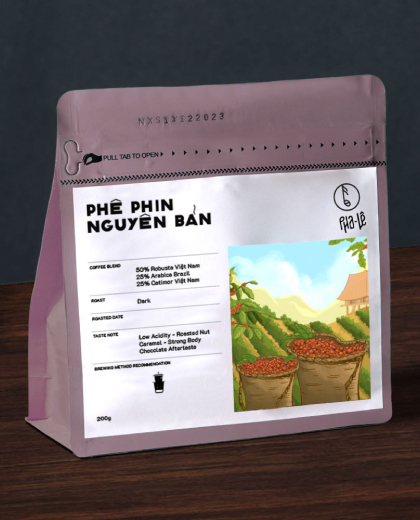 PULL TAB TO OPEN
PHÊ PHIN
NGUYÊN BẢN
PHA-LÊ
COFFEE BLEND
50% Robusta Việt Nam
25% Arabica Brazil
25% Catimor Việt Nam
ROAST
Dark
ROASTED DATE
TASTE NOTE
Low Acidity - Roasted Nut
Caramel - Strong Body
Chocolate Aftertaste
BREWING METHOD RECOMMENDATION
200g